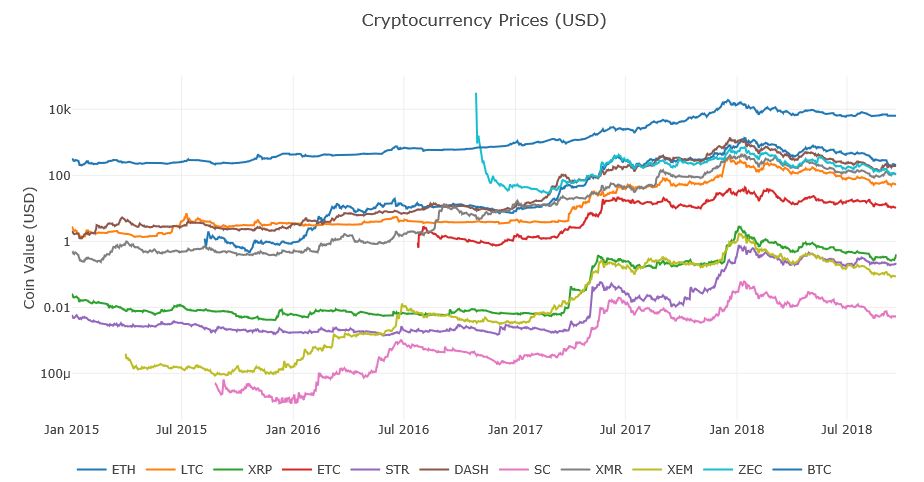 Cryptocurrency Prices (USD)
Coin Value (USD)
10k
100
1
0.01
100μ
Jan 2015 Jul 2015 Jan 2016 Jul 2016 Jan 2017 Jul 2017 Jan 2018 Jul 2018
ETH LTC XRP ETC STR DASH SC XMR XEM ZEC BTC